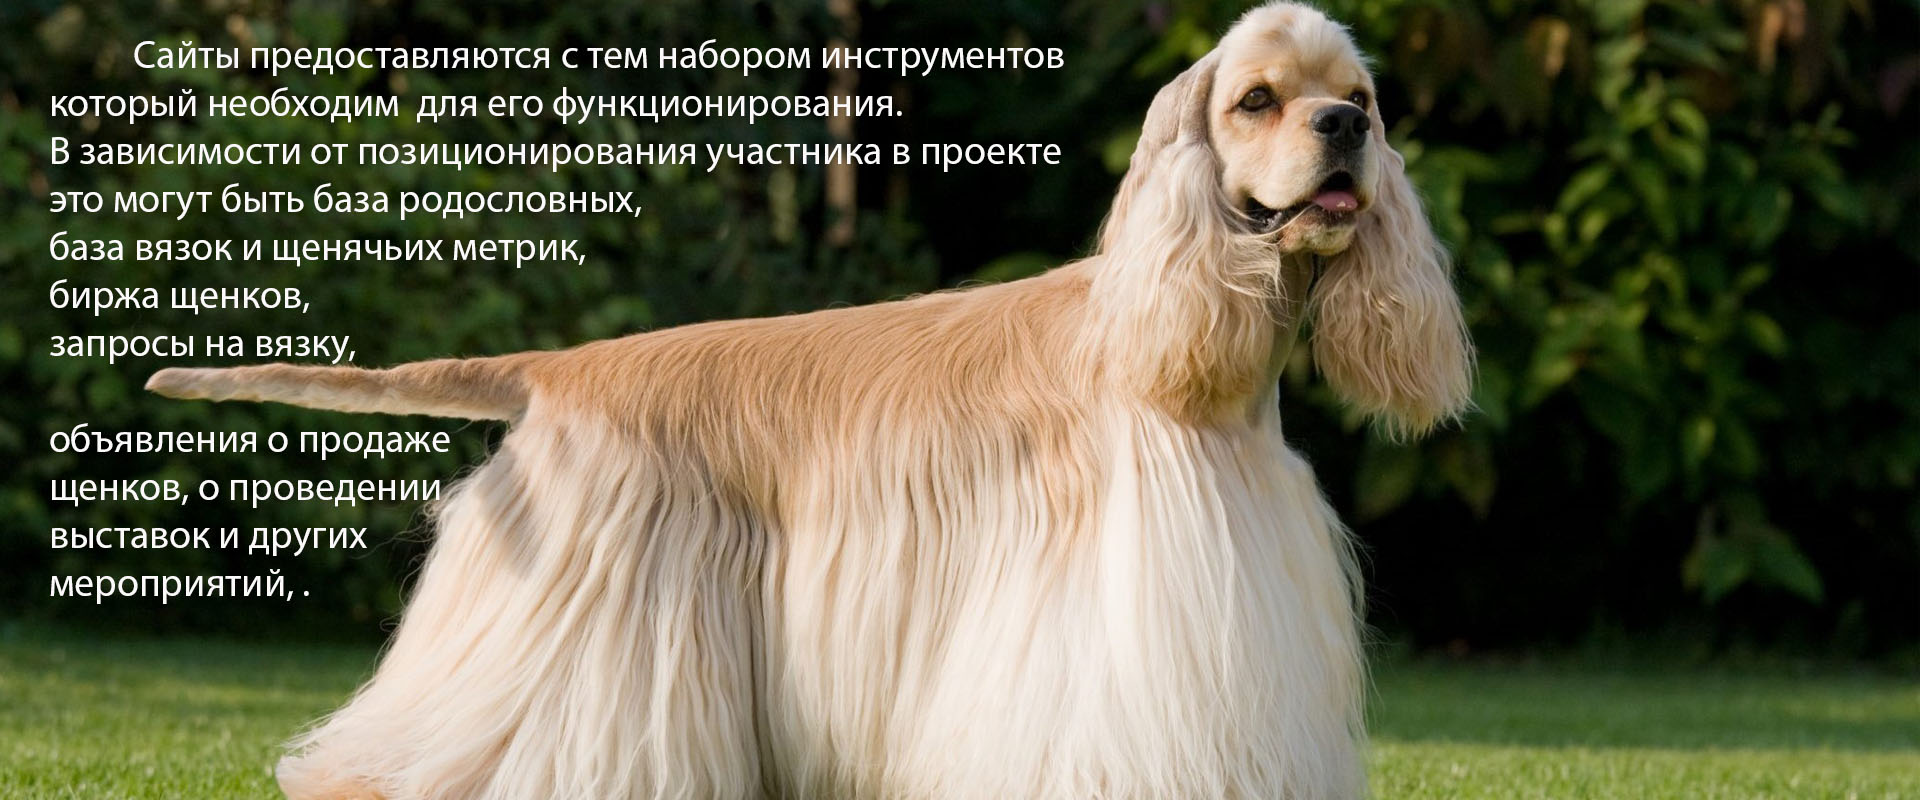 Сайты предоставляются с тем набором инструментов
который необходим для его функционирования.
В зависимости от позиционирования участника в проекте
это могут быть база родословных,
база вязок и щенячьих метрик,
биржа щенков,
запросы на вязку,
объявления о продаже
щенков, о проведении
выставок и других
мероприятий, .